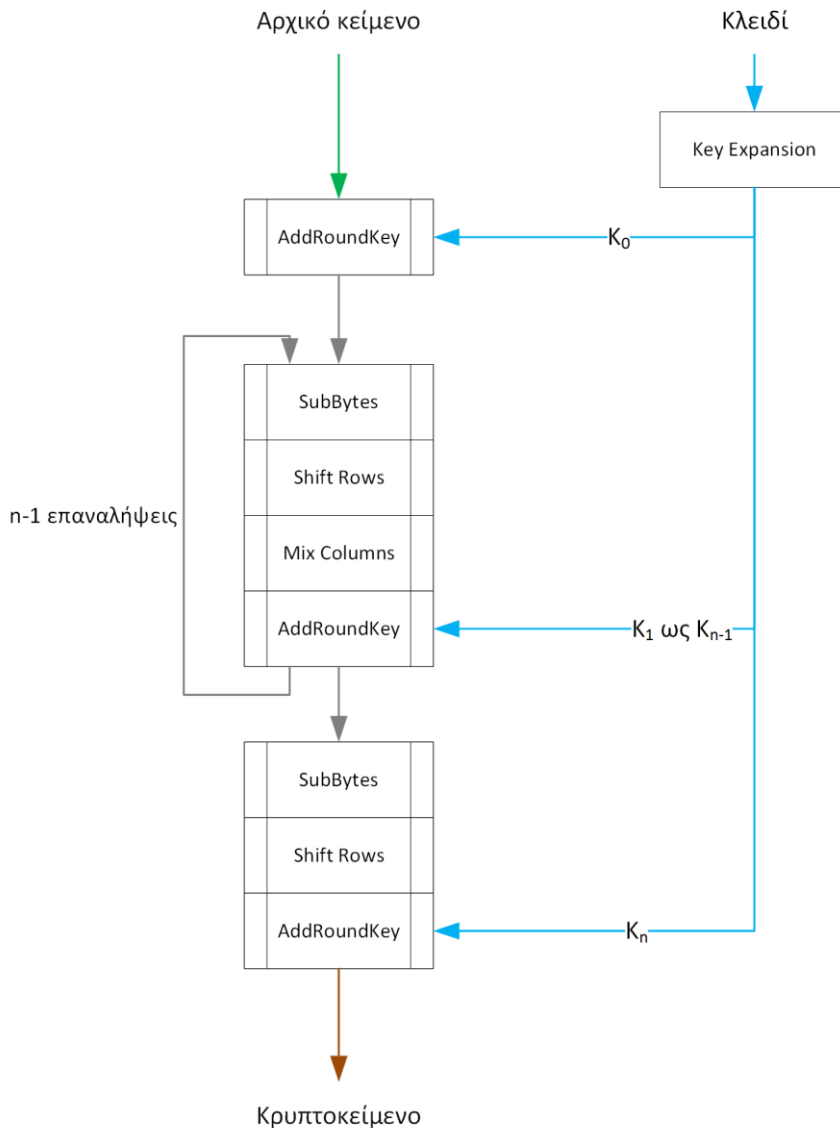 Αρχικό κείμενο
Κλειδί
Key Expansion
AddRoundKey
K₀
SubBytes
Shift Rows
n-1 επαναλήψεις
Mix Columns
AddRoundKey
K₁ ως Kₙ₋₁
SubBytes
Shift Rows
AddRoundKey
Kₙ
Κρυπτοκείμενο